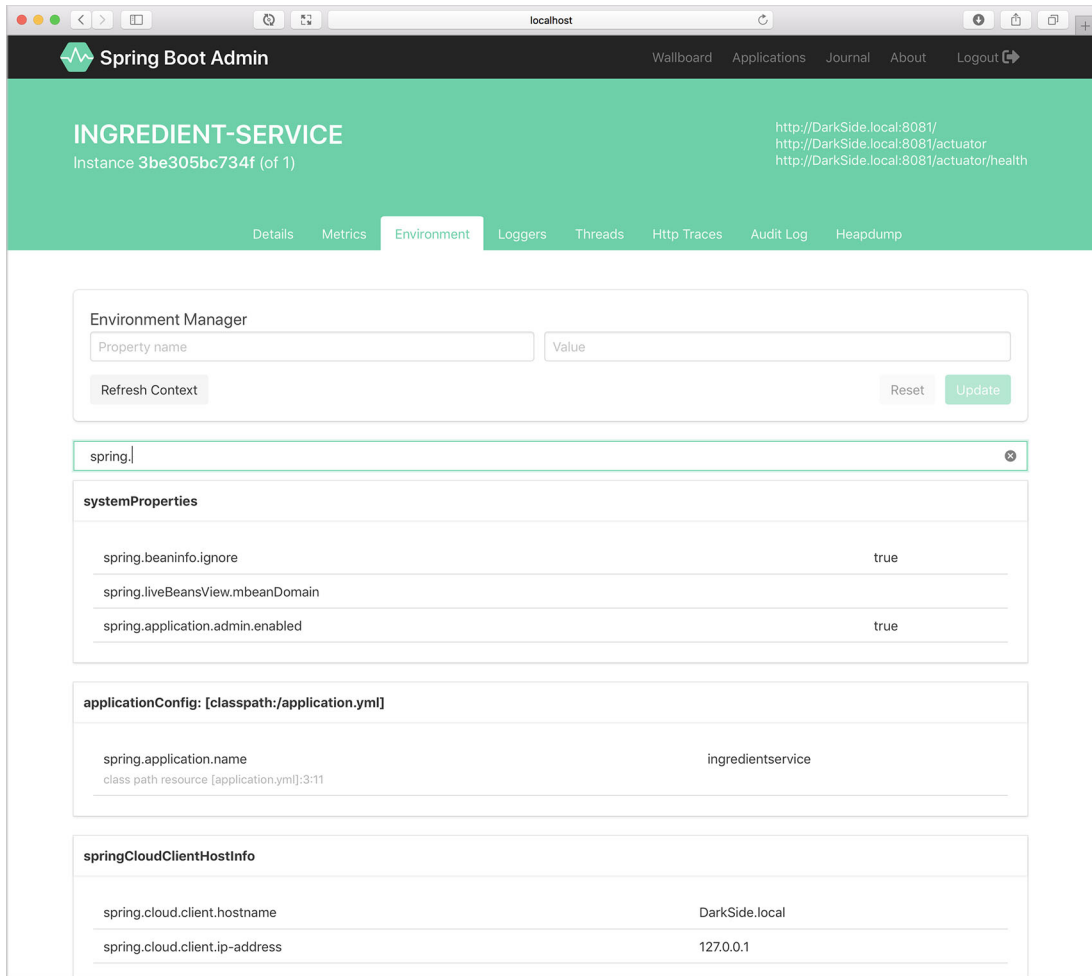 localhost
Spring Boot Admin
Wallboard Applications Journal About Logout
INGREDIENT-SERVICE
Instance 3be305bc734f (of 1)
http://DarkSide.local:8081/
http://DarkSide.local:8081/actuator
http://DarkSide.local:8081/actuator/health
Details Metrics Environment Loggers Threads Http Traces Audit Log Heapdump
Environment Manager
Property name Value
Refresh Context Reset Update
spring.
systemProperties
spring.beaninfo.ignore true
spring.liveBeansView.mbeanDomain
spring.application.admin.enabled true
applicationConfig: [classpath:/application.yml]
spring.application.name ingredientservice
class path resource [application.yml]:3:11
springCloudClientHostInfo
spring.cloud.client.hostname DarkSide.local
spring.cloud.client.ip-address 127.0.0.1